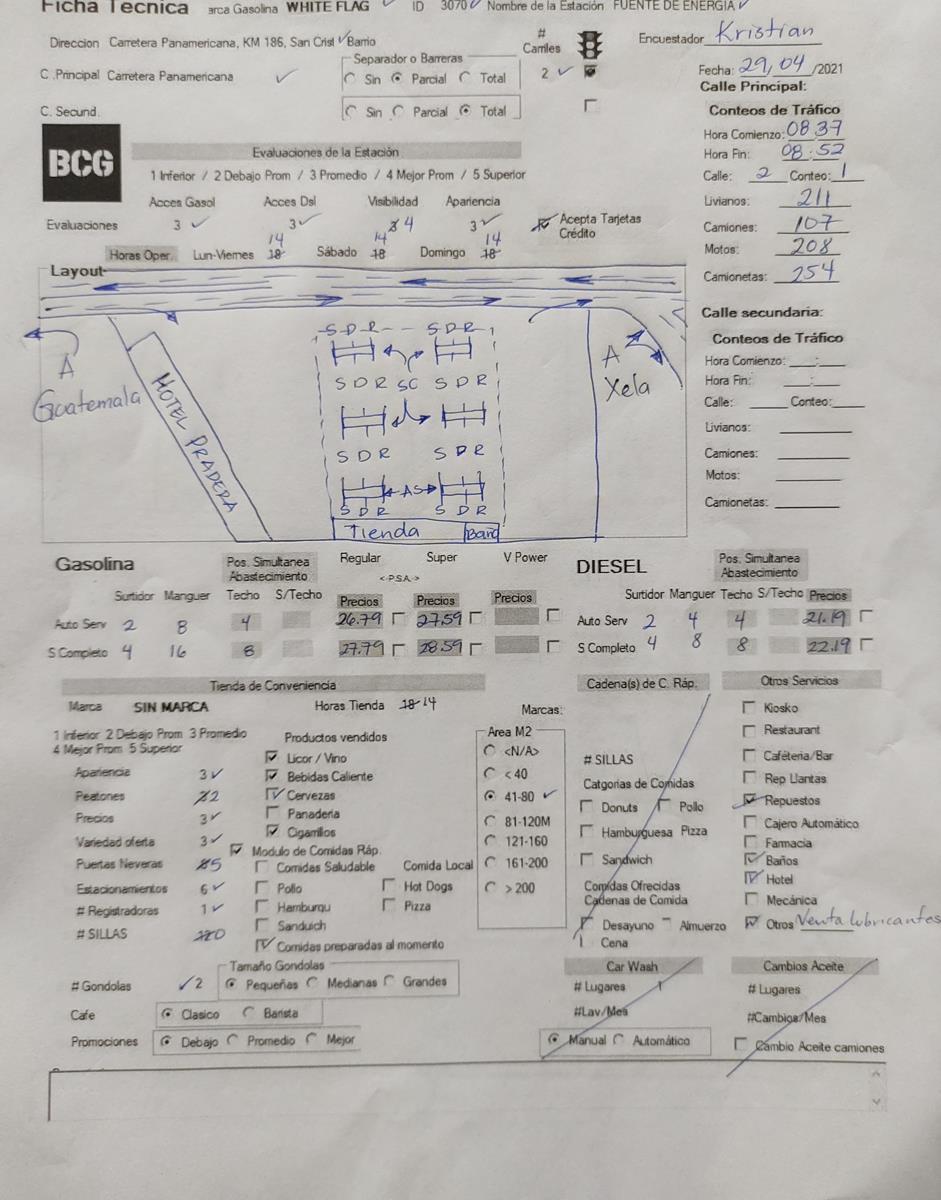 Ficha Tecnica arca Gasolina WHITE FLAG ID 3070 Nombre de la Estación FUENTE DE ENERGIA
Direccion Carretera Panamericana, KM 186, San Crist Barrio
# Carriles
Encuestador Kristian
Separador o Barreras
C. Principal Carretera Panamericana Sin Parcial Total 2
Fecha: 29/04/2021
C. Secund. Sin Parcial Total
Calle Principal:
Conteos de Tráfico
Hora Comienzo: 08:37
Hora Fin: 08:52
Calle: 2 Conteo: 1
Livianos: 211
Camiones: 107
Motos: 208
Camionetas: 254
BCG
Evaluaciones de la Estación
1 Inferior / 2 Debajo Prom / 3 Promedio / 4 Mejor Prom / 5 Superior
Acces Gasol Acces Dsl Visibilidad Apariencia
Evaluaciones 3 3 4 3 Acepta Tarjetas Crédito
14 14 14
Horas Oper. Lun-Viernes 18 Sábado 18 Domingo 18
Layout
S D R S D R
S D R SC S D R
S D R S D R
AS
S D R S D R
Tienda Baño
A Guatemala
HOTEL PRADERA
A Xela
Calle secundaria:
Conteos de Tráfico
Hora Comienzo: __:__
Hora Fin: __:__
Calle: Conteo:
Livianos:
Camiones:
Motos:
Camionetas:
Gasolina
Pos. Simultanea Abastecimiento
Regular Super V Power
<-P.S.A.->
Surtidor Manguer Techo S/Techo Precios Precios Precios
Auto Serv 2 8 4 26.79 27.59
S Completo 4 16 8 27.79 28.59
DIESEL
Pos. Simultanea Abastecimiento
Surtidor Manguer Techo S/Techo Precios
Auto Serv 2 4 4 21.19
S Completo 4 8 8 22.19
Tienda de Conveniencia
Marca SIN MARCA Horas Tienda 18 14
1 Inferior 2 Debajo Prom 3 Promedio
4 Mejor Prom 5 Superior
Apariencia 3
Peatones 2
Precios 3
Variedad oferta 3
Puertas Neveras 5
Estacionamientos 6
# Registradoras 1
# SILLAS 0
Productos vendidos
Licor / Vino
Bebidas Caliente
Cervezas
Panaderia
Cigarrillos
Modulo de Comidas Ráp.
Comidas Saludable Comida Local
Pollo Hot Dogs
Hamburqu Pizza
Sanduich
Comidas preparadas al momento
Marcas:
Area M2
<N/A>
< 40
41-80
81-120M
121-160
161-200
> 200
# Gondolas 2
Tamaño Gondolas
Pequeñas Medianas Grandes
Cafe Clasico Barista
Promociones Debajo Promedio Mejor
Cadena(s) de C. Ráp.
# SILLAS
Catgorias de Comidas
Donuts Pollo
Hamburguesa Pizza
Sandwich
Comidas Ofrecidas
Cadenas de Comida
Desayuno Almuerzo
Cena
Car Wash
# Lugares
#Lav/Mes
Manual Automático
Otros Servicios
Kiosko
Restaurant
Caféteria/Bar
Rep Llantas
Repuestos
Cajero Automático
Farmacia
Baños
Hotel
Mecánica
Otros Venta lubricantes
Cambios Aceite
# Lugares
#Cambios/Mes
Cambio Aceite camiones